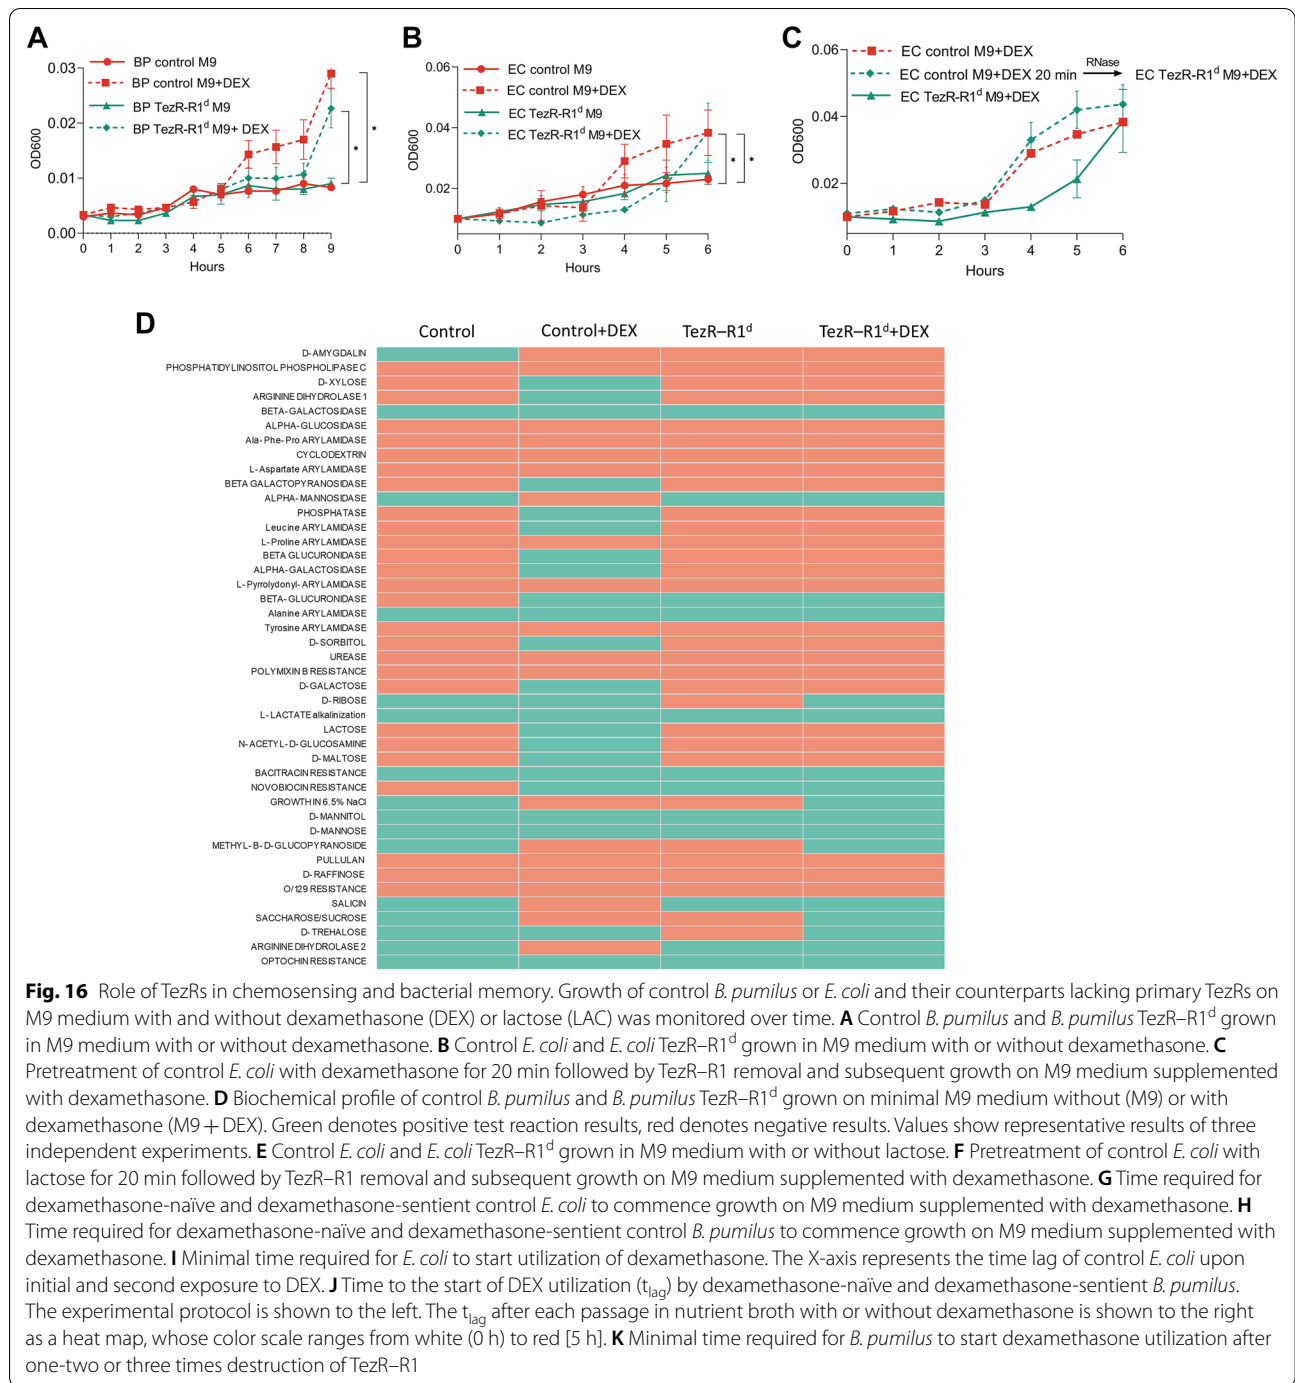 A
BP control M9
BP control M9+DEX
BP TezR-R1d M9
BP TezR-R1d M9+ DEX
0.03
0.02
0.01
0.00
OD600
*
*
0 1 2 3 4 5 6 7 8 9
Hours
B
EC control M9
EC control M9+DEX
EC TezR-R1d M9
EC TezR-R1d M9+DEX
0.06
0.04
0.02
OD600
* *
0 1 2 3 4 5 6
Hours
C
EC control M9+DEX
EC control M9+DEX 20 min RNase EC TezR-R1d M9+DEX
EC TezR-R1d M9+DEX
0.06
0.04
0.02
OD600
0 1 2 3 4 5 6
Hours
D
Control Control+DEX TezR–R1d TezR–R1d+DEX
D-AMYGDALIN
PHOSPHATIDYLINOSITOL PHOSPHOLIPASE C
D-XYLOSE
ARGININE DIHYDROLASE 1
BETA-GALACTOSIDASE
ALPHA-GLUCOSIDASE
Ala-Phe-Pro ARYLAMIDASE
CYCLODEXTRIN
L-Aspartate ARYLAMIDASE
BETA GALACTOPYRANOSIDASE
ALPHA-MANNOSIDASE
PHOSPHATASE
Leucine ARYLAMIDASE
L-Proline ARYLAMIDASE
BETA GLUCURONIDASE
ALPHA-GALACTOSIDASE
L-Pyrrolydonyl-ARYLAMIDASE
BETA-GLUCURONIDASE
Alanine ARYLAMIDASE
Tyrosine ARYLAMIDASE
D-SORBITOL
UREASE
POLYMIXIN B RESISTANCE
D-GALACTOSE
D-RIBOSE
L-LACTATE alkalinization
LACTOSE
N-ACETYL-D-GLUCOSAMINE
D-MALTOSE
BACITRACIN RESISTANCE
NOVOBIOCIN RESISTANCE
GROWTH IN 6.5% NaCl
D-MANNITOL
D-MANNOSE
METHYL-B-D-GLUCOPYRANOSIDE
PULLULAN
D-RAFFINOSE
O/129 RESISTANCE
SALICIN
SACCHAROSE/SUCROSE
D-TREHALOSE
ARGININE DIHYDROLASE 2
OPTOCHIN RESISTANCE
Fig. 16 Role of TezRs in chemosensing and bacterial memory. Growth of control B. pumilus or E. coli and their counterparts lacking primary TezRs on
M9 medium with and without dexamethasone (DEX) or lactose (LAC) was monitored over time. A Control B. pumilus and B. pumilus TezR–R1d grown
in M9 medium with or without dexamethasone. B Control E. coli and E. coli TezR–R1d grown in M9 medium with or without dexamethasone. C
Pretreatment of control E. coli with dexamethasone for 20 min followed by TezR–R1 removal and subsequent growth on M9 medium supplemented
with dexamethasone. D Biochemical profile of control B. pumilus and B. pumilus TezR–R1d grown on minimal M9 medium without (M9) or with
dexamethasone (M9 + DEX). Green denotes positive test reaction results, red denotes negative results. Values show representative results of three
independent experiments. E Control E. coli and E. coli TezR–R1d grown in M9 medium with or without lactose. F Pretreatment of control E. coli with
lactose for 20 min followed by TezR–R1 removal and subsequent growth on M9 medium supplemented with dexamethasone. G Time required for
dexamethasone-naïve and dexamethasone-sentient control E. coli to commence growth on M9 medium supplemented with dexamethasone. H
Time required for dexamethasone-naïve and dexamethasone-sentient control B. pumilus to commence growth on M9 medium supplemented with
dexamethasone. I Minimal time required for E. coli to start utilization of dexamethasone. The X-axis represents the time lag of control E. coli upon
initial and second exposure to DEX. J Time to the start of DEX utilization (tlag) by dexamethasone-naïve and dexamethasone-sentient B. pumilus.
The experimental protocol is shown to the left. The tlag after each passage in nutrient broth with or without dexamethasone is shown to the right
as a heat map, whose color scale ranges from white (0 h) to red [5 h]. K Minimal time required for B. pumilus to start dexamethasone utilization after
one-two or three times destruction of TezR–R1